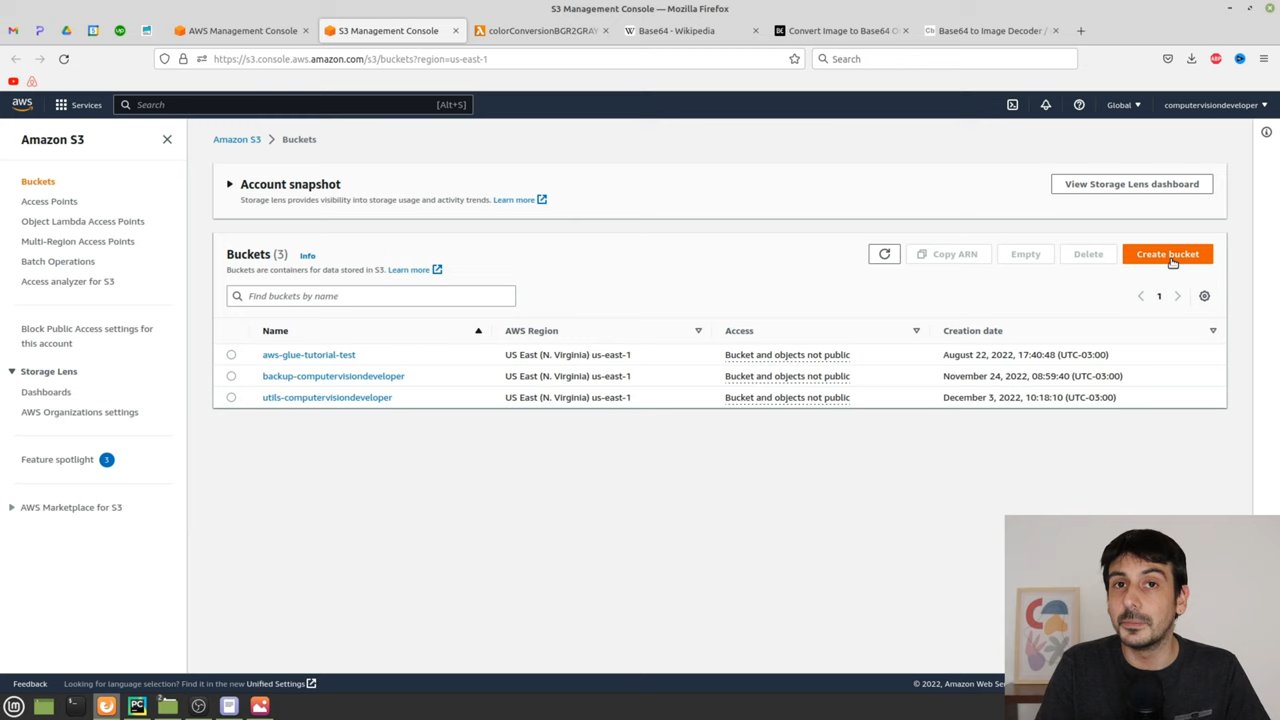 S3 Management Console — Mozilla Firefox
AWS Management Console
S3 Management Console
colorConversionBGR2GRAY
Base64 - Wikipedia
Convert Image to Base64 O
Base64 to Image Decoder /
https://s3.console.aws.amazon.com/s3/buckets?region=us-east-1
Search
aws
Services
Search
[Alt+S]
Global
computervisiondeveloper
Amazon S3
Buckets
Access Points
Object Lambda Access Points
Multi-Region Access Points
Batch Operations
Access analyzer for S3
Block Public Access settings for
this account
Storage Lens
Dashboards
AWS Organizations settings
Feature spotlight 3
AWS Marketplace for S3
Amazon S3 > Buckets
Account snapshot
Storage lens provides visibility into storage usage and activity trends. Learn more
View Storage Lens dashboard
Buckets (3) Info
Buckets are containers for data stored in S3. Learn more
Copy ARN
Empty
Delete
Create bucket
Find buckets by name
1
Name AWS Region Access Creation date
aws-glue-tutorial-test US East (N. Virginia) us-east-1 Bucket and objects not public August 22, 2022, 17:40:48 (UTC-03:00)
backup-computervisiondeveloper US East (N. Virginia) us-east-1 Bucket and objects not public November 24, 2022, 08:59:40 (UTC-03:00)
utils-computervisiondeveloper US East (N. Virginia) us-east-1 Bucket and objects not public December 3, 2022, 10:18:10 (UTC-03:00)
Feedback
Looking for language selection? Find it in the new Unified Settings
© 2022, Amazon Web